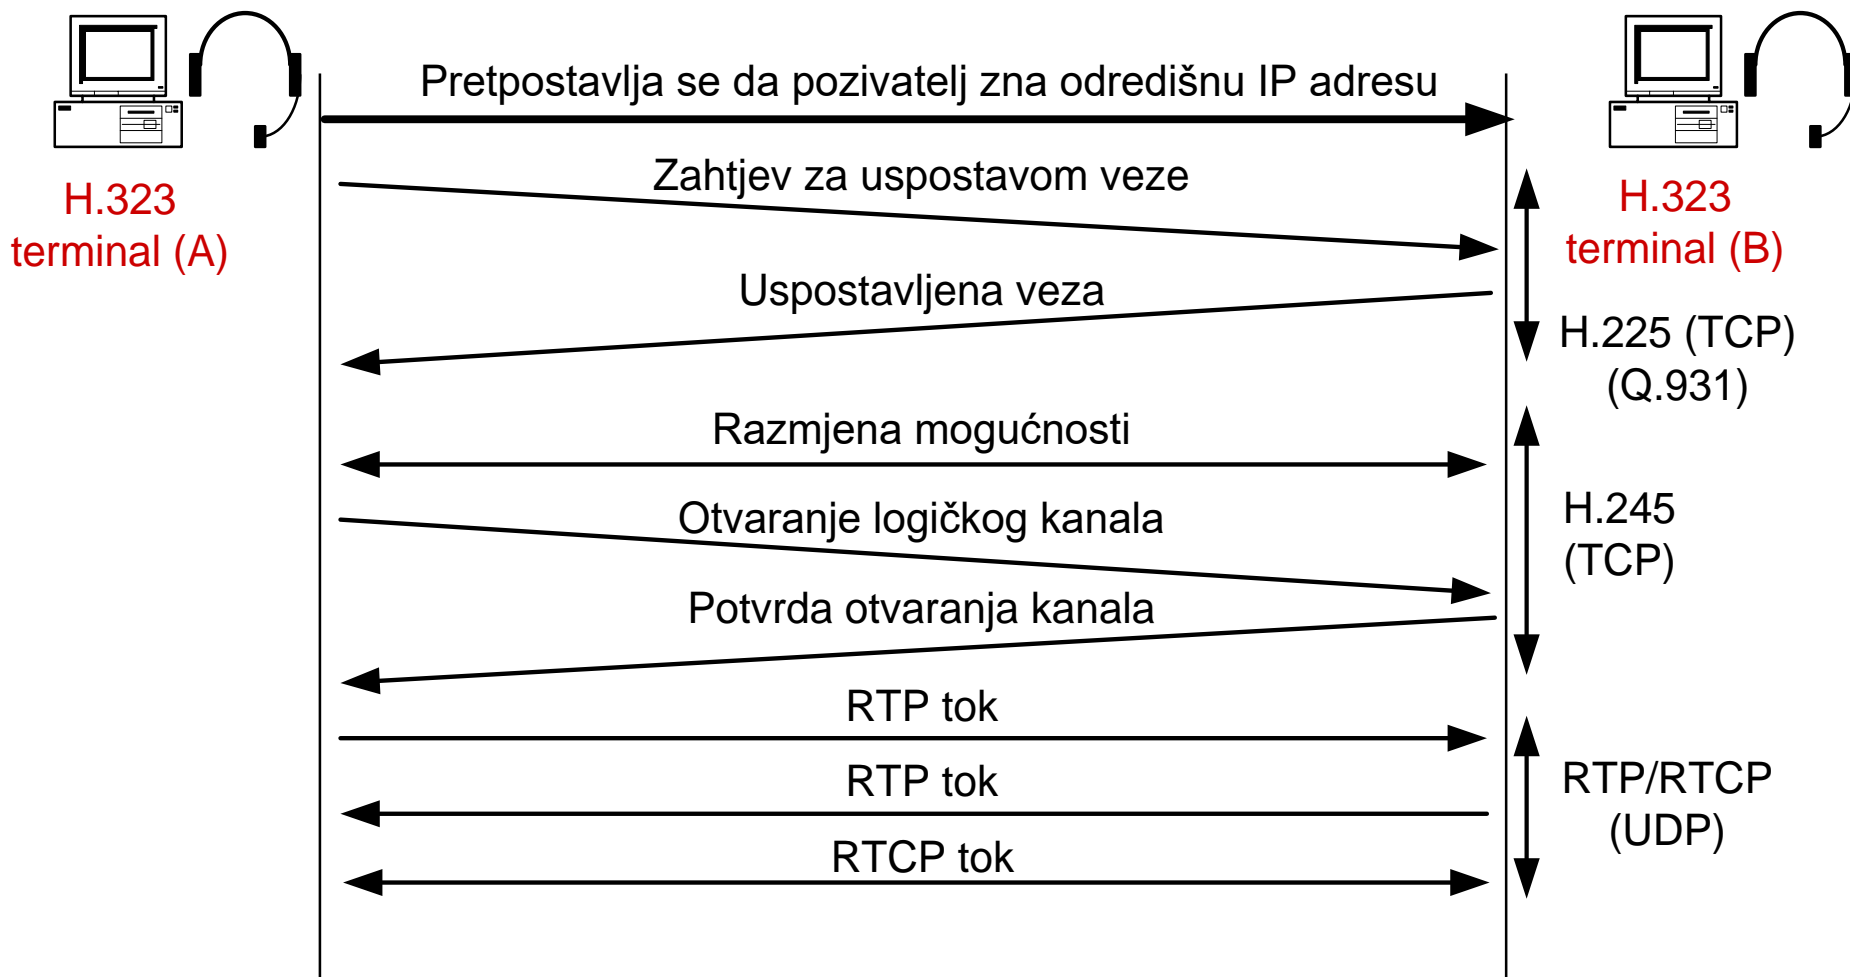 Pretpostavlja se da pozivatelj zna odredišnu IP adresu
H.323
terminal (A)
H.323
terminal (B)
Zahtjev za uspostavom veze
Uspostavljena veza
H.225 (TCP)
(Q.931)
Razmjena mogućnosti
Otvaranje logičkog kanala
Potvrda otvaranja kanala
H.245
(TCP)
RTP tok
RTP tok
RTCP tok
RTP/RTCP
(UDP)